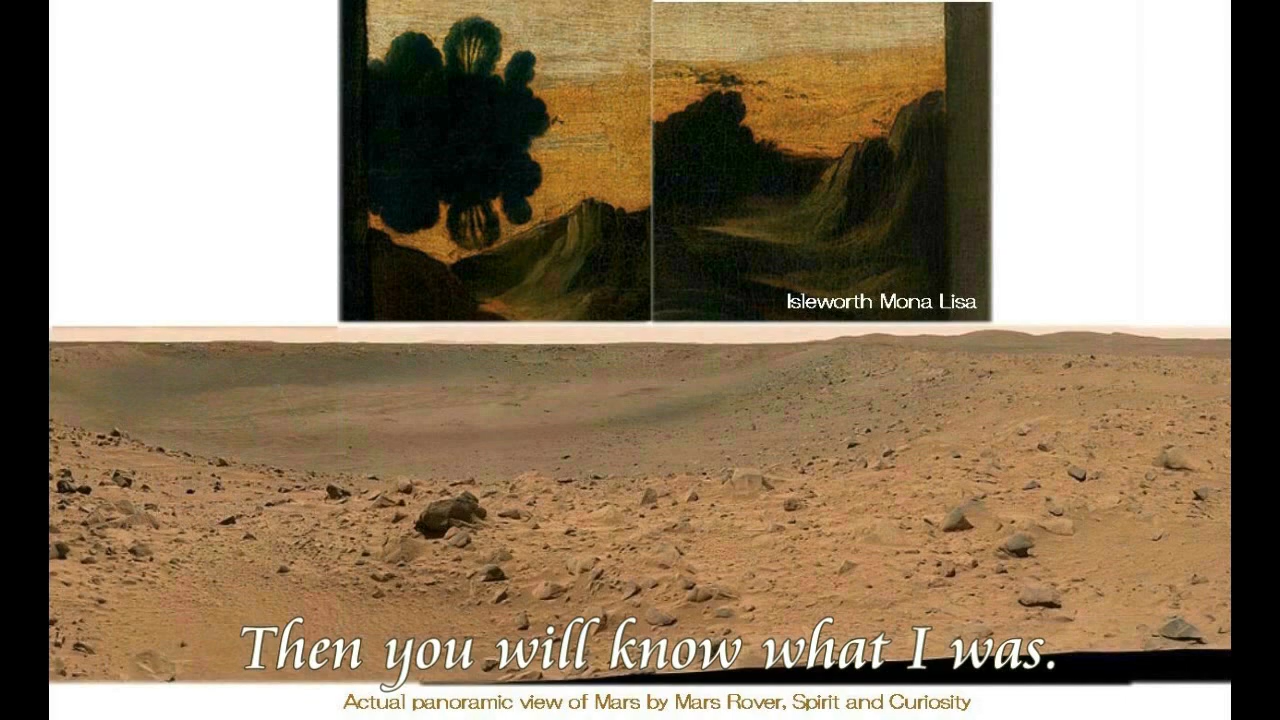 Isleworth Mona Lisa
Then you will know what I was.
Actual panoramic view of Mars by Mars Rover, Spirit and Curiosity